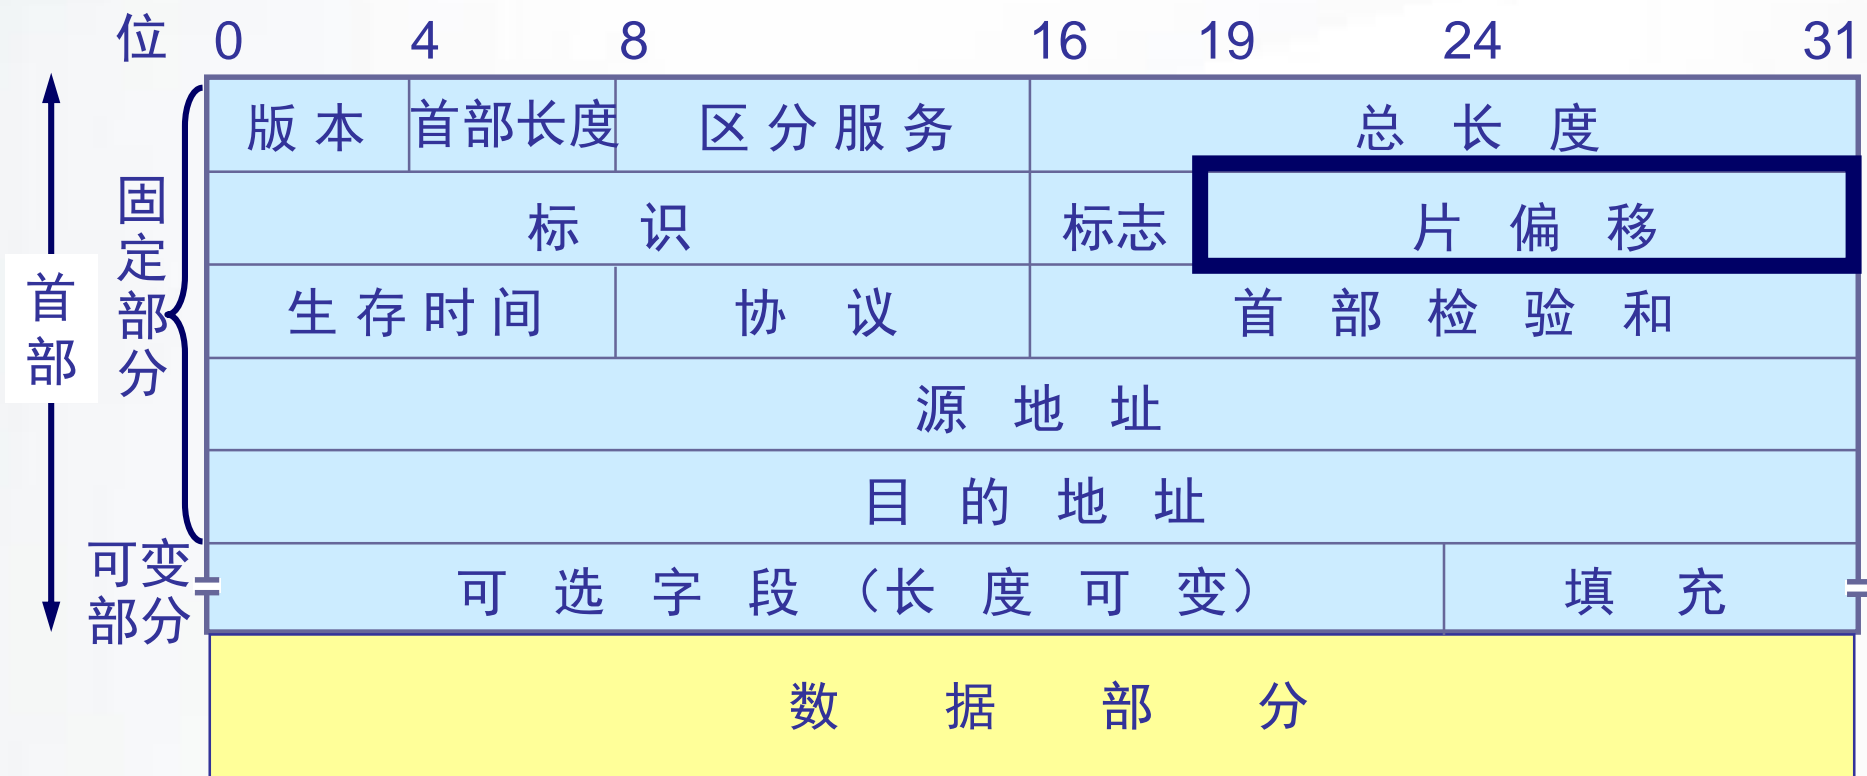 位 0 4 8 16 19 24 31
版本 首部长度 区分服务 总长度
标识 标志 片偏移
生存时间 协议 首部检验和
源地址
目的地址
可选字段（长度可变） 填充
数据部分
首部
固定部分
可变部分